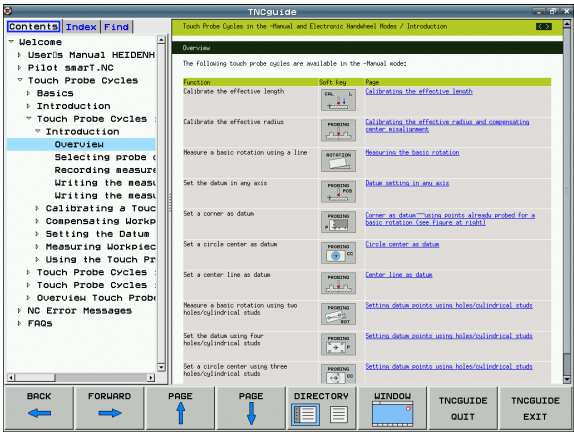 TNCguide
Contents Index Find
Touch Probe Cycles in the -Manual and Electronic Handwheel Modes / Introduction
Welcome
User's Manual HEIDENH
Pilot smarT.NC
Touch Probe Cycles
Basics
Introduction
Touch Probe Cycles
Introduction
Overview
Selecting probe c
Recording measure
Writing the measu
Writing the measu
Calibrating a Touc
Compensating Workp
Setting the Datum
Measuring Workpiec
Using the Touch Pr
Touch Probe Cycles
Touch Probe Cycles
Overview Touch Probe
NC Error Messages
FAQs
Overview
The following touch probe cycles are available in the -Manual mode:
Function Soft key Page
Calibrate the effective length CAL L Calibrating the effective length
Calibrate the effective radius PROBING Calibrating the effective radius and compensating
center misalignment
Measure a basic rotation using a line ROTATION Measuring the basic rotation
Set the datum in any axis PROBING POS Datum setting in any axis
Set a corner as datum PROBING P Corner as datum—using points already probed for a
basic rotation (see figure at right)
Set a circle center as datum PROBING CC Circle center as datum
Set a center line as datum PROBING Center line as datum
Measure a basic rotation using two PROBING ROT Setting datum points using holes/cylindrical studs
holes/cylindrical studs
Set the datum using four PROBING P Setting datum points using holes/cylindrical studs
holes/cylindrical studs
Set a circle center using three PROBING CC Setting datum points using holes/cylindrical studs
holes/cylindrical studs
BACK FORWARD PAGE PAGE DIRECTORY WINDOW TNCGUIDE TNCGUIDE
QUIT EXIT